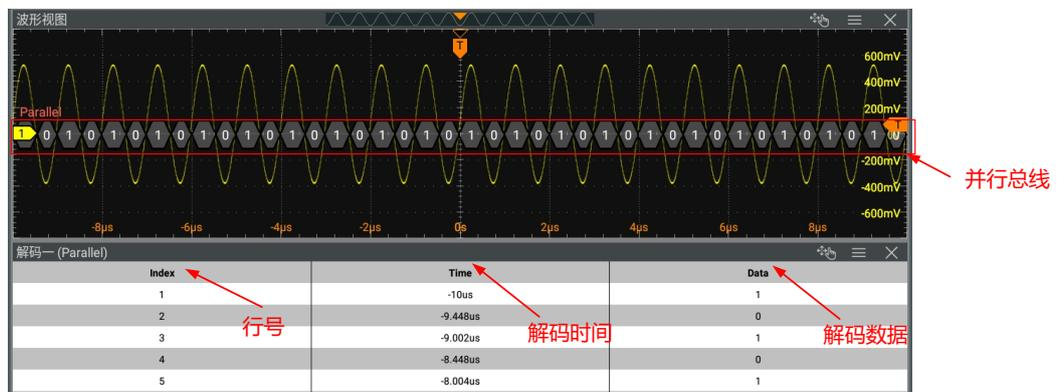 波形视图
T
600mV
400mV
200mV
Parallel
1 0 1 0 1 0 1 0 1 0 1 0 1 0 1 0 1 0 1 0 1 0 1 0 1 0 1 0 1 0 1 0 1 0 1 0 1 0 1 0 T
-200mV
并行总线
-400mV
-600mV
-8μs -6μs -4μs -2μs 0s 2μs 4μs 6μs 8μs
解码一 (Parallel)
Index Time Data
1 -10us 1
2 -9.448us 0
行号 解码时间 解码数据
3 -9.002us 1
4 -8.448us 0
5 -8.004us 1